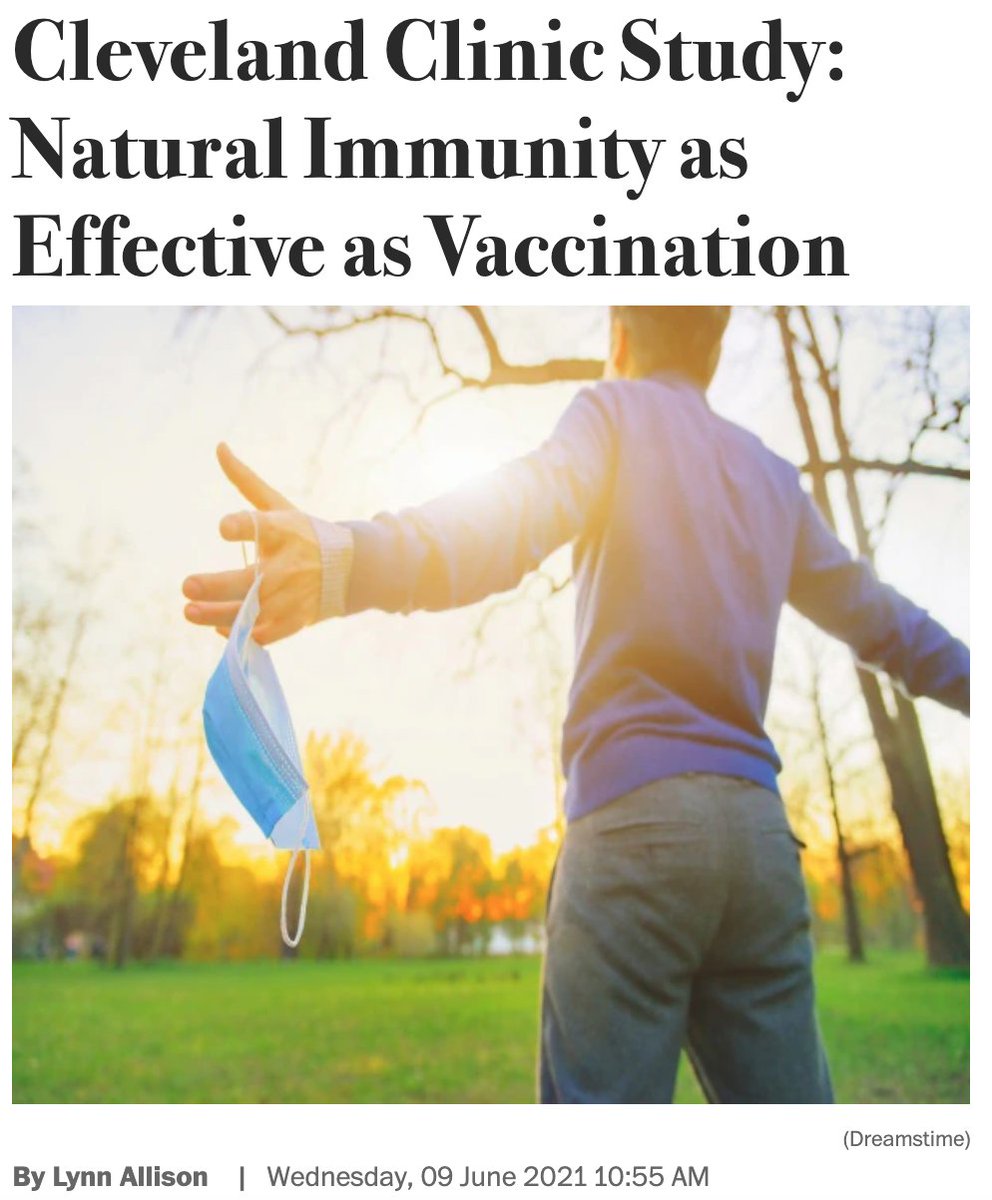 Cleveland Clinic Study:
Natural Immunity as
Effective as Vaccination
(Dreamstime)
By Lynn Allison | Wednesday, 09 June 2021 10:55 AM